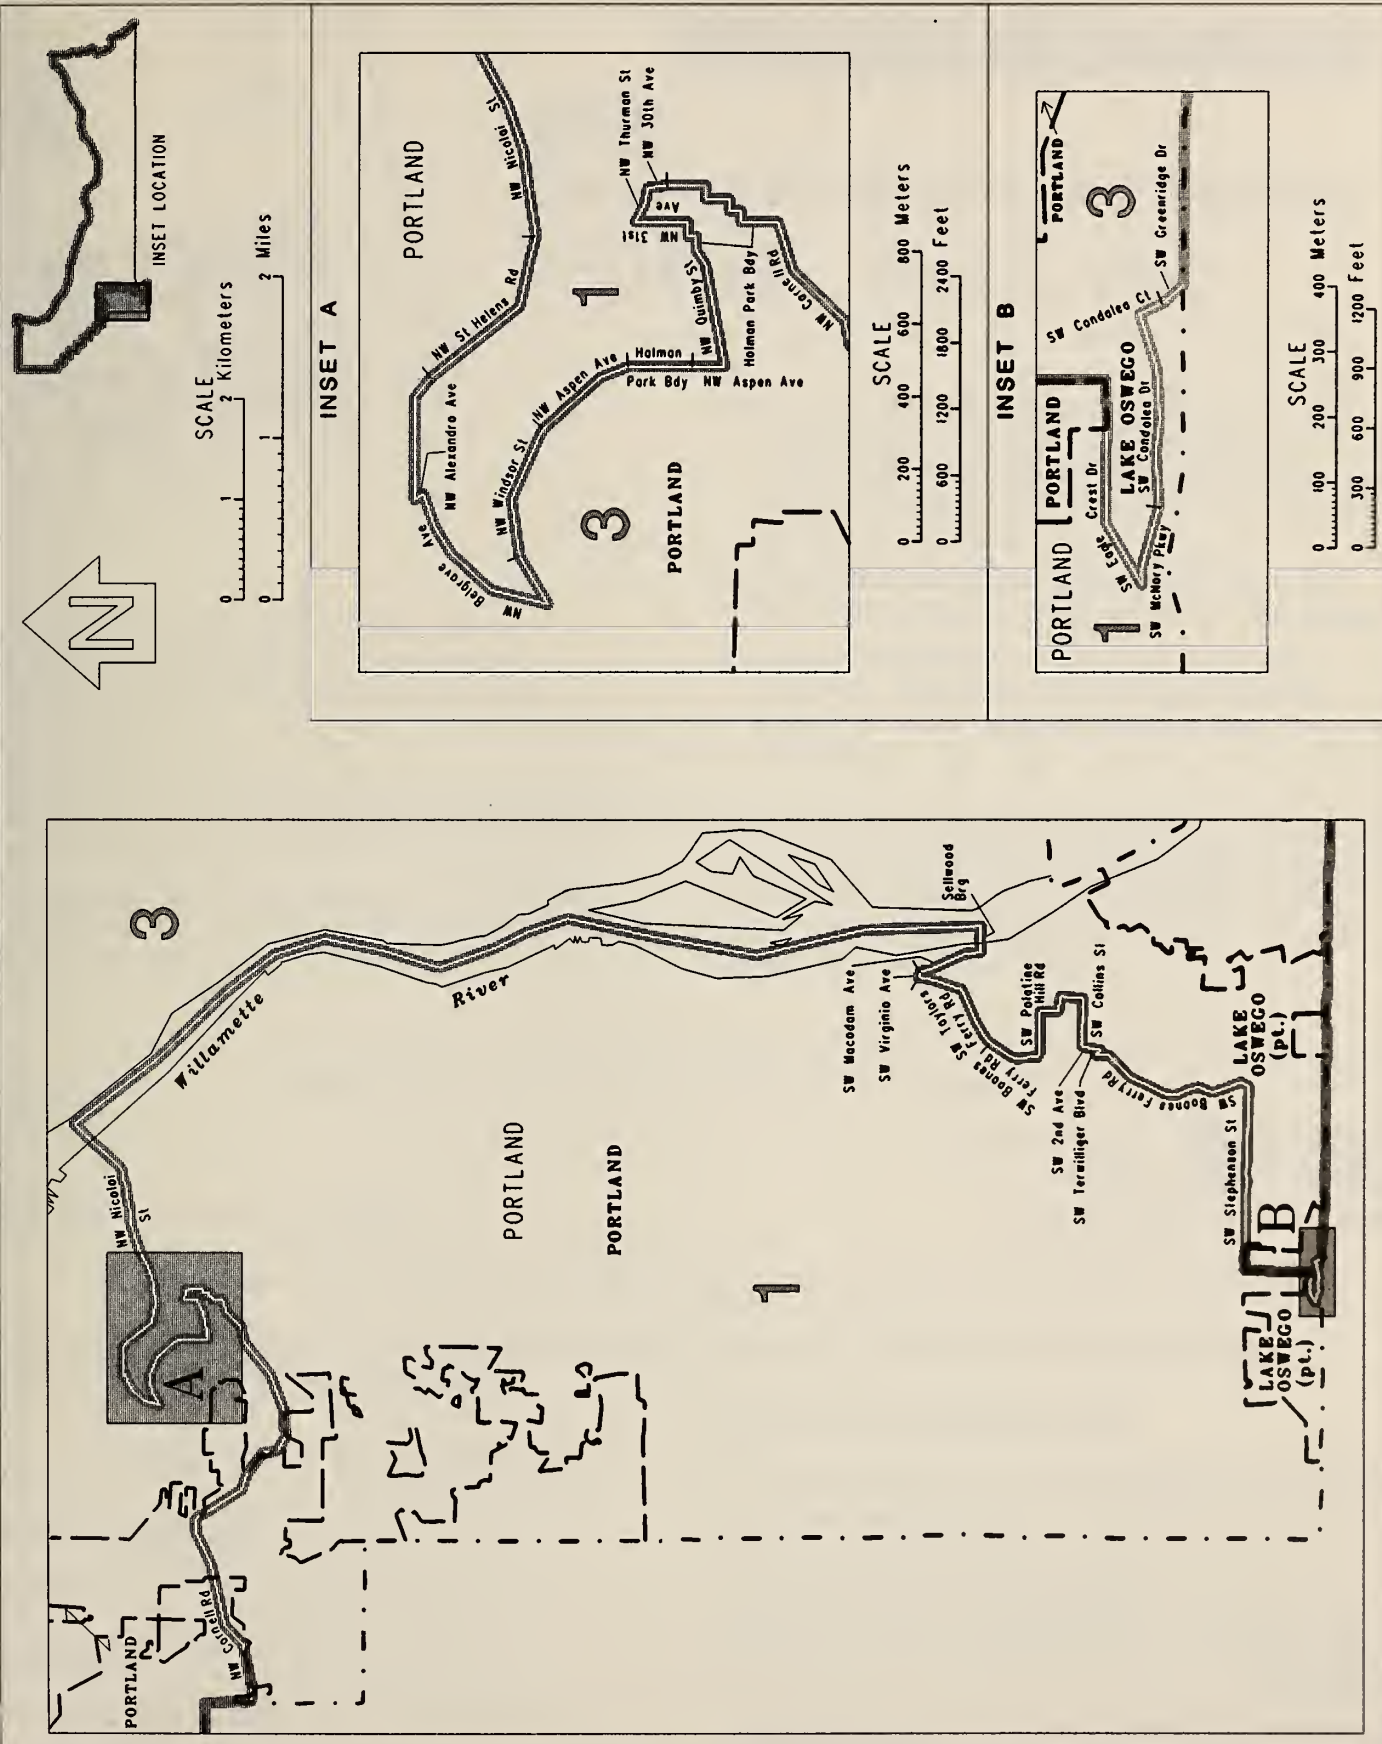 INSET LOCATION
SCALE
0 1 2 Kilometers
0 1 2 Miles
N
INSET A
PORTLAND
NW Nicolai St
NW St Helens Rd
NW Alexandra Ave
NW Belgrave Ave
NW Windsor St
NW Aspen Ave
Holman
Park Bdy
NW Aspen Ave
NW Quimby St
NW 31st Ave
NW Thurman St
NW 30th Ave
Holman Park Bdy
NW Cornell Rd
1
3
PORTLAND
SCALE
0 200 400 600 800 Meters
0 600 1200 1800 2400 Feet
INSET B
PORTLAND
PORTLAND
PORTLAND
1
3
LAKE OSWEGO
SW Eagle Crest Dr
SW Condolea Dr
SW Condolea Ct
SW Greenridge Dr
SW McNary Pkwy
SCALE
0 100 200 300 400 Meters
0 300 600 900 1200 Feet
3
Willamette
River
NW Nicolai
St
A
NW Cornell Rd
PORTLAND
PORTLAND
PORTLAND
1
Sellwood
Brg
SW Macadam Ave
SW Virginia Ave
SW Taylors
Ferry Rd
SW Boones
Ferry Rd
SW Palatine
Hill Rd
SW Collins St
SW 2nd Ave
SW Terwilliger Blvd
SW Boones Ferry Rd
SW Stephenson St
B
LAKE
OSWEGO
(pt.)
LAKE
OSWEGO
(pt.)